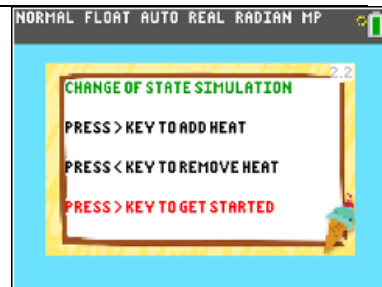 NORMAL FLOAT AUTO REAL RADIAN MP
2.2
CHANGE OF STATE SIMULATION
PRESS > KEY TO ADD HEAT
PRESS < KEY TO REMOVE HEAT
PRESS > KEY TO GET STARTED